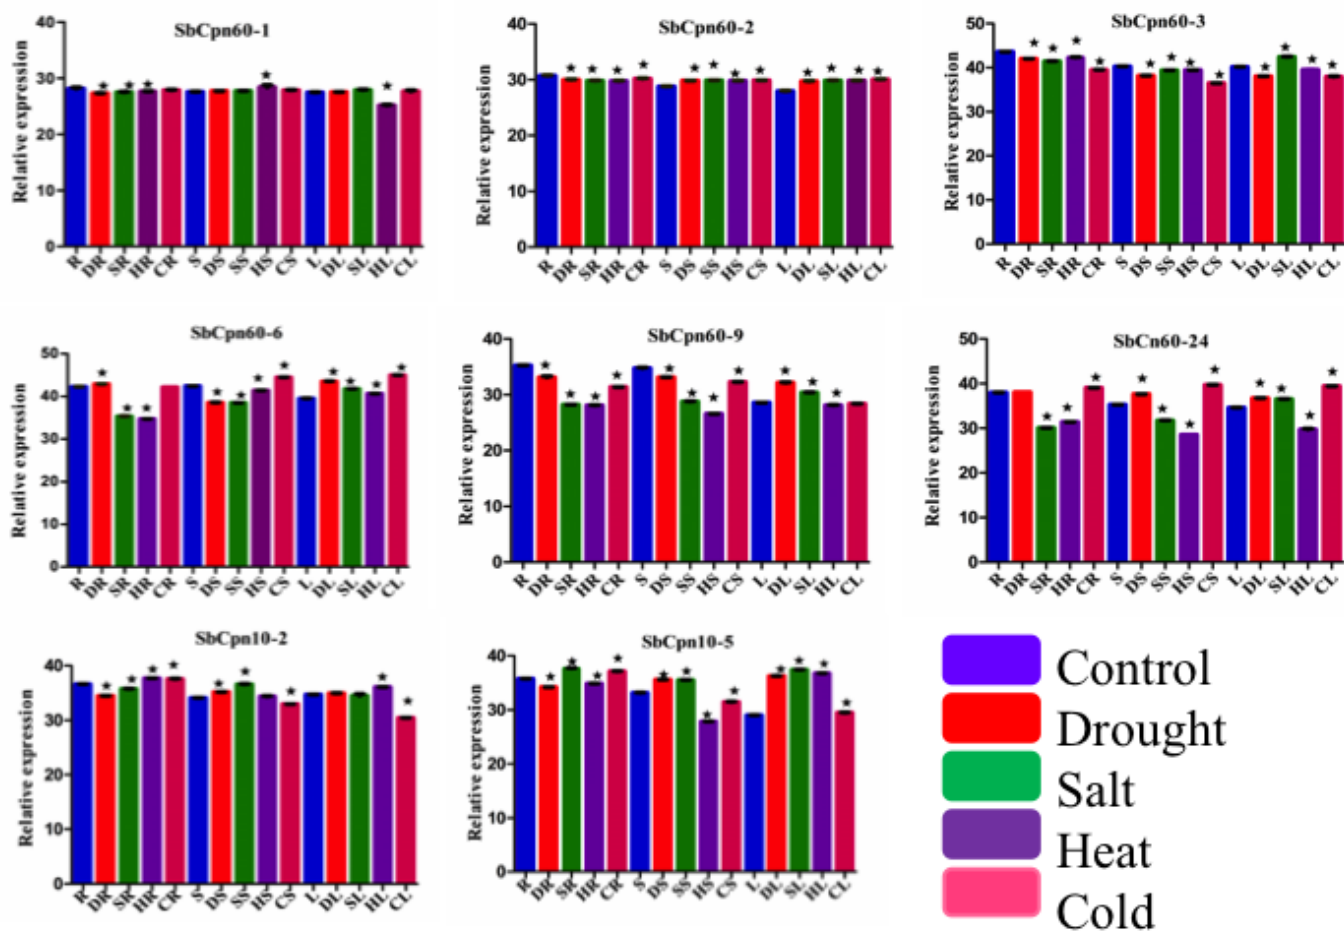 SbCpn60-1
Relative expression
40
30
20
10
0
R DR SR HR CR S DS SS HS CS L DL SL HL CL
SbCpn60-2
Relative expression
40
30
20
10
0
R DR SR HR CR S DS SS HS CS L DL SL HL CL
SbCpn60-3
Relative expression
50
40
30
20
10
0
R DR SR HR CR S DS SS HS CS L DL SL HL CL
SbCpn60-6
Relative expression
50
40
30
20
10
0
R DR SR HR CR S DS SS HS CS L DL SL HL CL
SbCpn60-9
Relative expression
40
30
20
10
0
R DR SR HR CR S DS SS HS CS L DL SL HL CL
SbCn60-24
Relative expression
50
40
30
20
10
0
R DR SR HR CR S DS SS HS CS L DL SL HL CL
SbCpn10-2
Relative expression
40
30
20
10
0
R DR SR HR CR S DS SS HS CS L DL SL HL CL
SbCpn10-5
Relative expression
40
30
20
10
0
R DR SR HR CR S DS SS HS CS L DL SL HL CL
Control
Drought
Salt
Heat
Cold